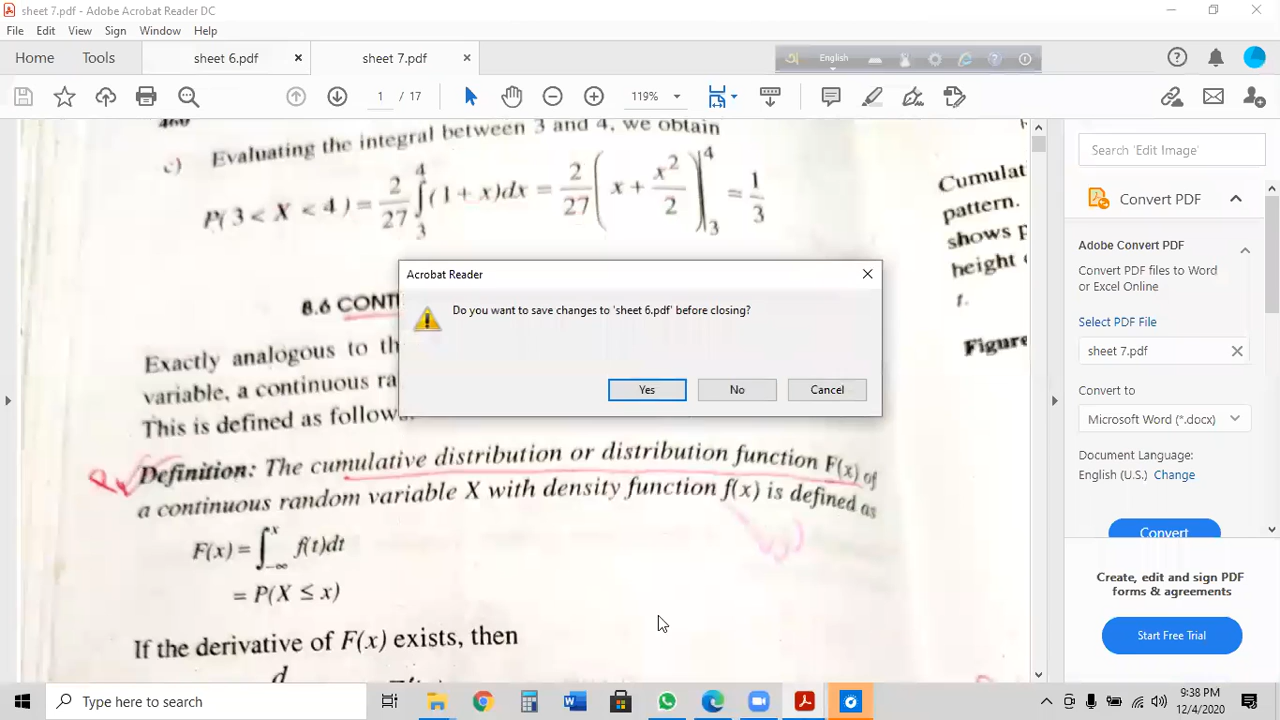 sheet 7.pdf - Adobe Acrobat Reader DC
File Edit View Sign Window Help
Home Tools sheet 6.pdf sheet 7.pdf English
1 / 17 119%
460
c) Evaluating the integral between 3 and 4, we obtain
P(3 < X < 4) = 2/27 ∫₃⁴ (1 + x)dx = 2/27 (x + x²/2)|₃⁴ = 1/3
8.6 CONTI
Exactly analogous to th
variable, a continuous ra
This is defined as follows
Definition: The cumulative distribution or distribution function F(x) of
a continuous random variable X with density function f(x) is defined as
F(x) = ∫₋∞ˣ f(t)dt
= P(X ≤ x)
If the derivative of F(x) exists, then
d
Cumulat
pattern.
shows p
height
t.
Figure
Acrobat Reader
Do you want to save changes to 'sheet 6.pdf' before closing?
Yes No Cancel
Search 'Edit Image'
Convert PDF
Adobe Convert PDF
Convert PDF files to Word
or Excel Online
Select PDF File
sheet 7.pdf
Convert to
Microsoft Word (*.docx)
Document Language:
English (U.S.) Change
Convert
Create, edit and sign PDF
forms & agreements
Start Free Trial
Type here to search
9:38 PM
12/4/2020